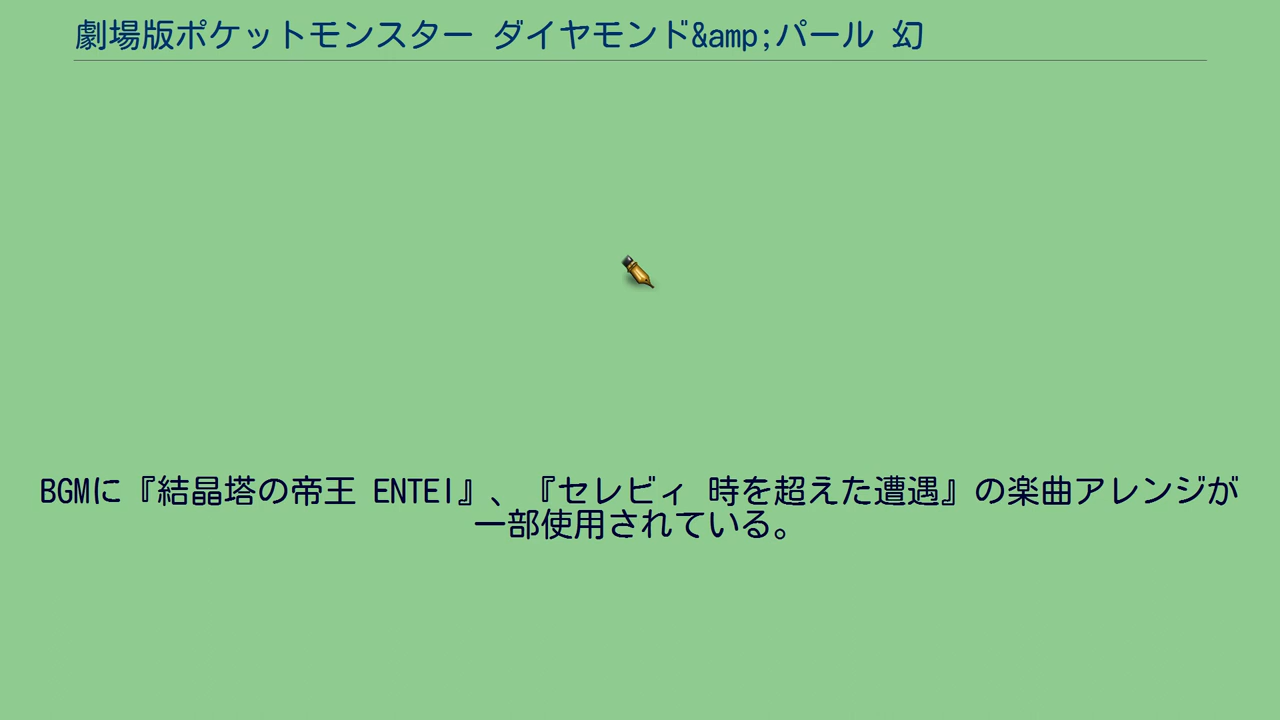 劇場版ポケットモンスター ダイヤモンド&amp;パール 幻
BGMに『結晶塔の帝王 ENTEI』、『セレビィ 時を超えた遭遇』の楽曲アレンジが
一部使用されている。